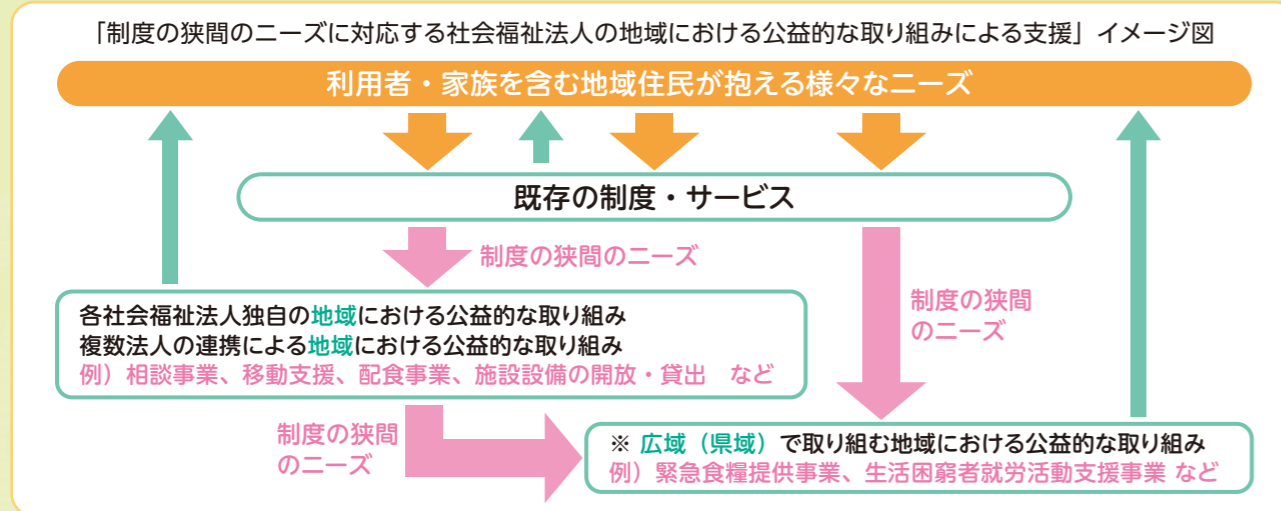 「制度の狭間のニーズに対応する社会福祉法人の地域における公益的な取り組みによる支援」イメージ図
利用者・家族を含む地域住民が抱える様々なニーズ
既存の制度・サービス
制度の狭間のニーズ
各社会福祉法人独自の地域における公益的な取り組み
複数法人の連携による地域における公益的な取り組み
例）相談事業、移動支援、配食事業、施設設備の開放・貸出　など
制度の狭間
のニーズ
制度の狭間
のニーズ
※ 広域（県域）で取り組む地域における公益的な取り組み
例）緊急食糧提供事業、生活困窮者就労活動支援事業 など